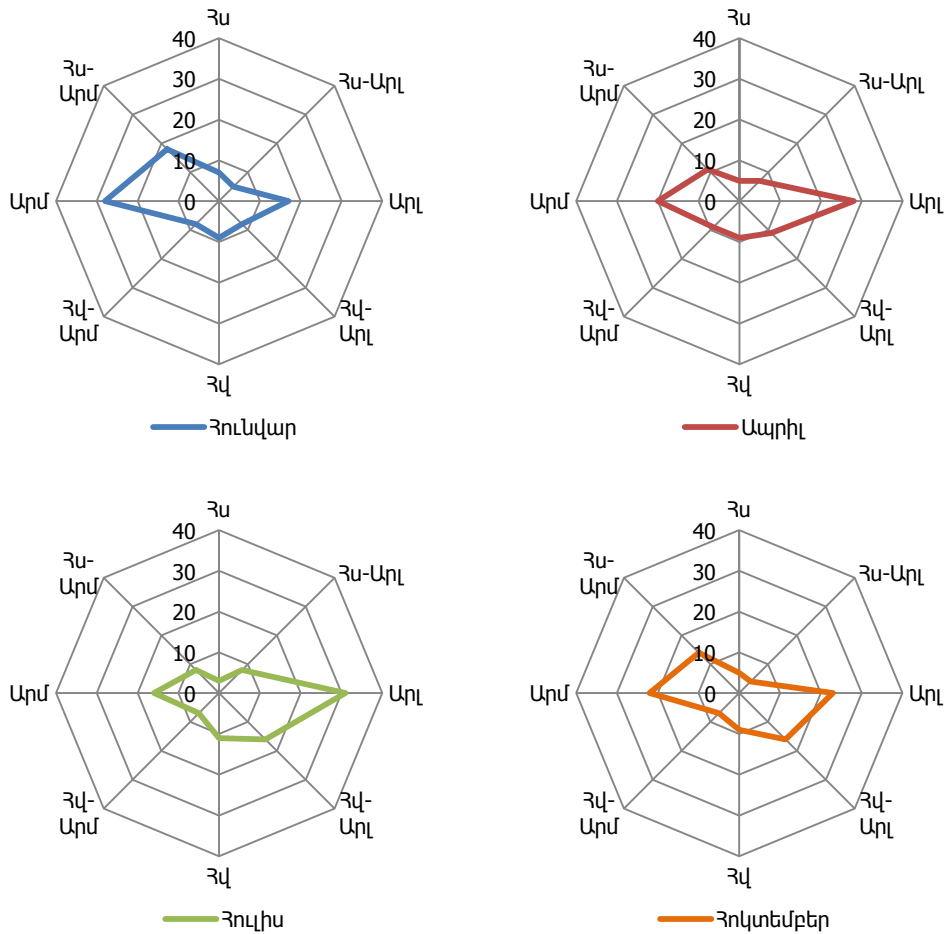 Հս
Հս-Արլ
Արլ
Հվ-
Արլ
Հվ
Հվ-
Արմ
Արմ
Հս-
Արմ
40
30
20
10
0
Հունվար
Հս
Հս-Արլ
Արլ
Հվ-
Արլ
Հվ
Հվ-
Արմ
Արմ
Հս-
Արմ
40
30
20
10
0
Ապրիլ
Հս
Հս-Արլ
Արլ
Հվ-
Արլ
Հվ
Հվ-
Արմ
Արմ
Հս-
Արմ
40
30
20
10
0
Հուլիս
Հս
Հս-Արլ
Արլ
Հվ-
Արլ
Հվ
Հվ-
Արմ
Արմ
Հս-
Արմ
40
30
20
10
0
Հոկտեմբեր